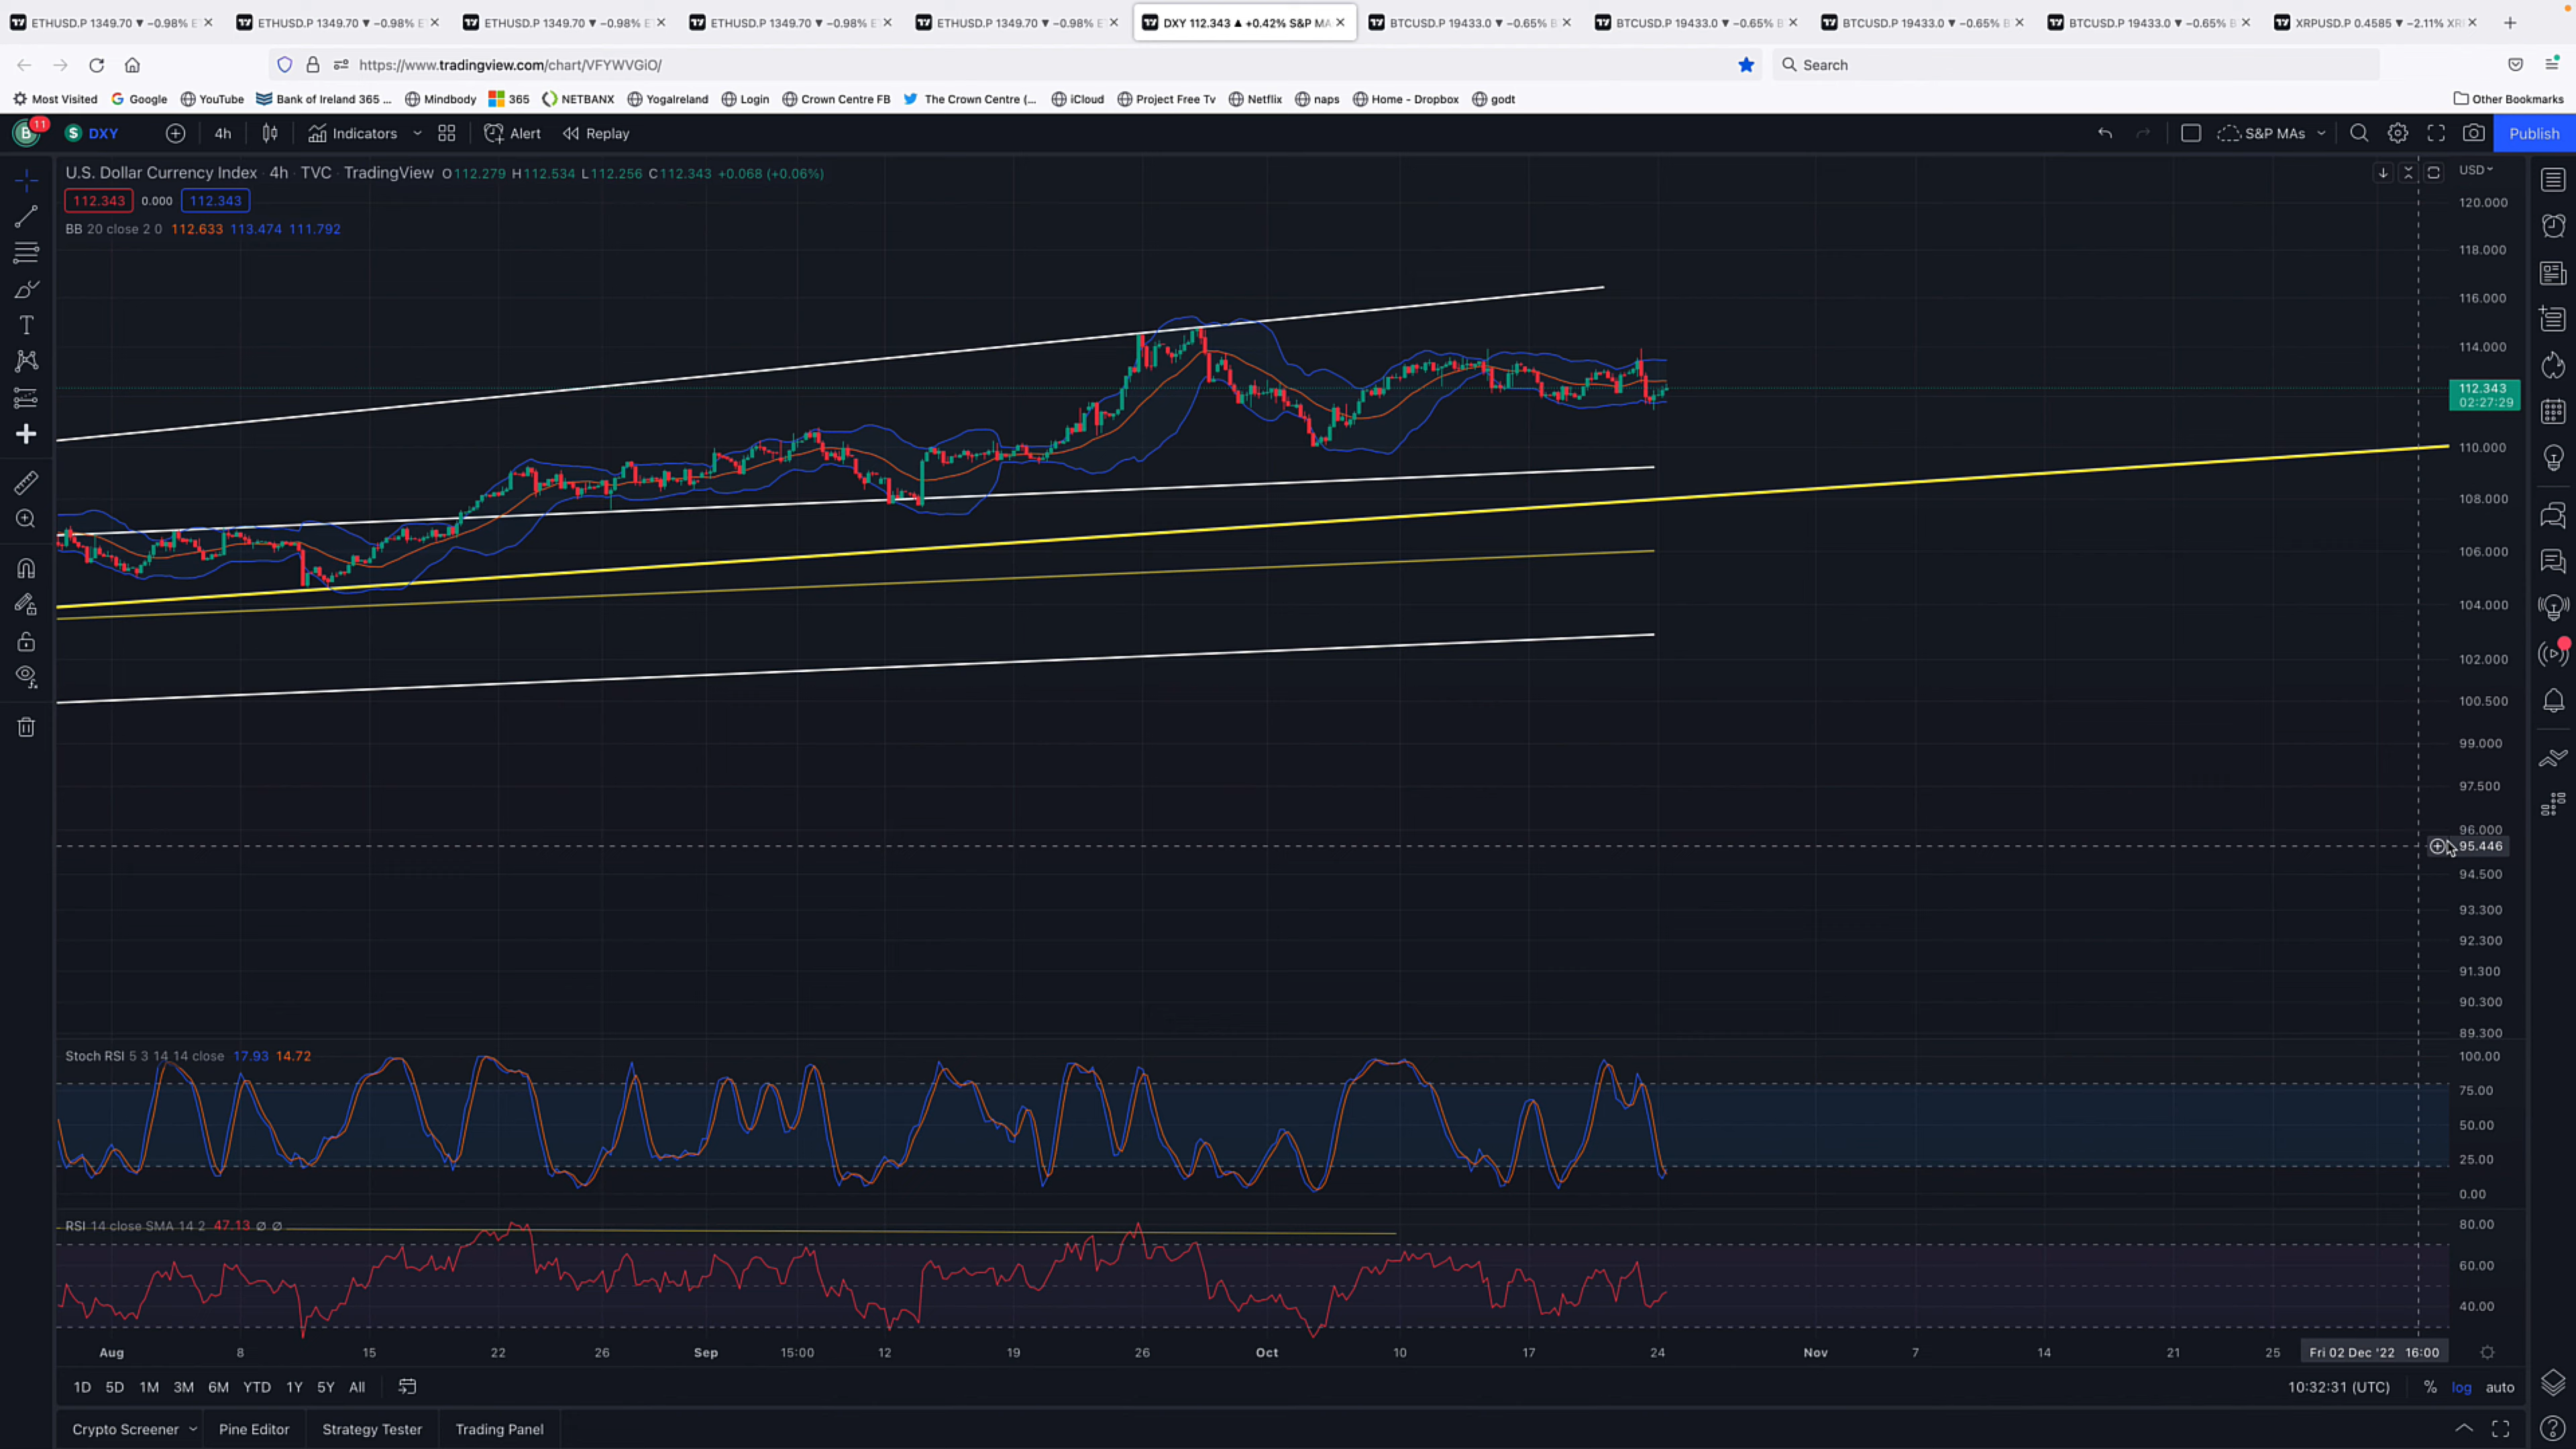 ETHUSD.P 1349.70 ▼ −0.98% E ETHUSD.P 1349.70 ▼ −0.98% E ETHUSD.P 1349.70 ▼ −0.98% E ETHUSD.P 1349.70 ▼ −0.98% E ETHUSD.P 1349.70 ▼ −0.98% E DXY 112.343 ▲ +0.42% S&P MA BTCUSD.P 19433.0 ▼ −0.65% B BTCUSD.P 19433.0 ▼ −0.65% B BTCUSD.P 19433.0 ▼ −0.65% B BTCUSD.P 19433.0 ▼ −0.65% B XRPUSD.P 0.4585 ▼ −2.11% XR
https://www.tradingview.com/chart/VFYWVGiO/ Search
Most Visited Google YouTube Bank of Ireland 365 ... Mindbody 365 NETBANX YogaIreland Login Crown Centre FB The Crown Centre (... iCloud Project Free Tv Netflix naps Home - Dropbox godt Other Bookmarks
B 11 DXY 4h Indicators Alert Replay S&P MAs Publish
U.S. Dollar Currency Index · 4h · TVC · TradingView O112.279 H112.534 L112.256 C112.343 +0.068 (+0.06%) USD
112.343 0.000 112.343
BB 20 close 2 0 112.633 113.474 111.792
120.000
118.000
116.000
114.000
112.343
02:27:29
110.000
108.000
106.000
104.000
102.000
100.500
99.000
97.500
96.000
95.446
94.500
93.300
92.300
91.300
90.300
89.300
Stoch RSI 5 3 14 14 close 17.93 14.72 100.00
75.00
50.00
25.00
0.00
RSI 14 close SMA 14 2 47.13 ∅ ∅ 80.00
60.00
40.00
Aug 8 15 22 26 Sep 15:00 12 19 26 Oct 10 17 24 Nov 7 14 21 25 Fri 02 Dec '22 16:00
1D 5D 1M 3M 6M YTD 1Y 5Y All 10:32:31 (UTC) % log auto
Crypto Screener Pine Editor Strategy Tester Trading Panel